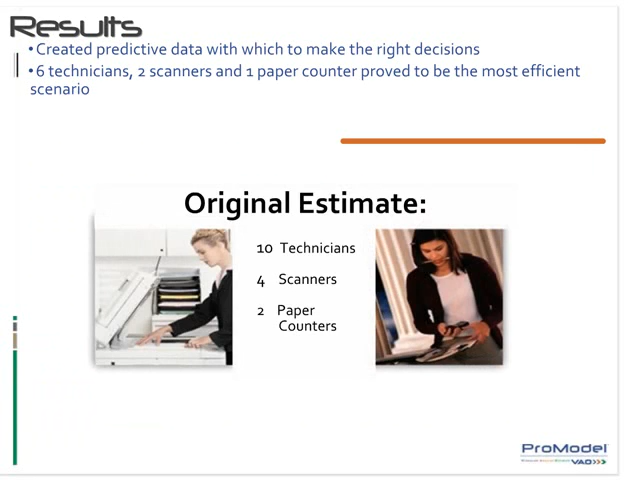 Results
•Created predictive data with which to make the right decisions
•6 technicians, 2 scanners and 1 paper counter proved to be the most efficient
scenario
Original Estimate:
10 Technicians
4 Scanners
2 Paper
Counters
ProModel
VAO